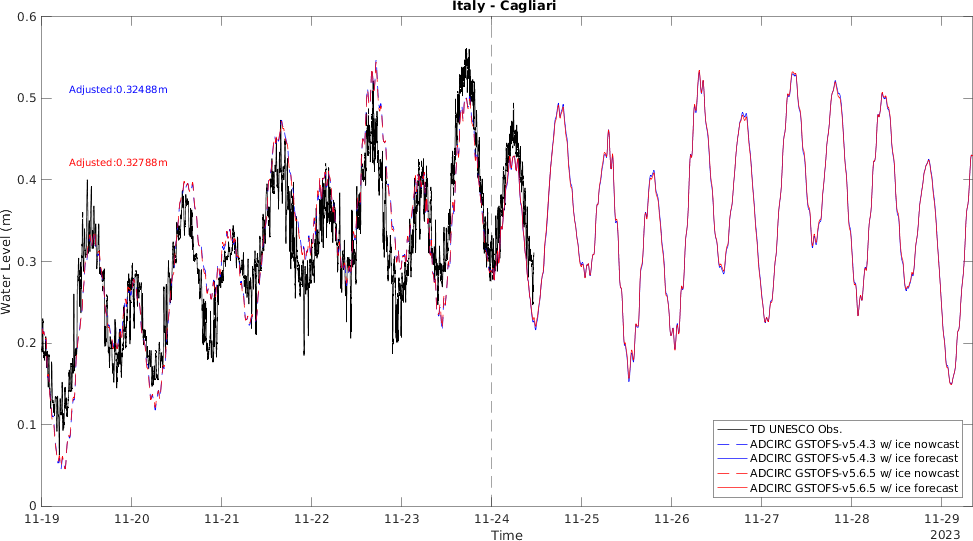 Italy - Cagliari
0.6
0.5
0.4
0.3
0.2
0.1
0
Water Level (m)
Adjusted:0.32488m
Adjusted:0.32788m
TD UNESCO Obs.
ADCIRC GSTOFS-v5.4.3 w/ ice nowcast
ADCIRC GSTOFS-v5.4.3 w/ ice forecast
ADCIRC GSTOFS-v5.6.5 w/ ice nowcast
ADCIRC GSTOFS-v5.6.5 w/ ice forecast
11-19 11-20 11-21 11-22 11-23 11-24 11-25 11-26 11-27 11-28 11-29
Time 2023